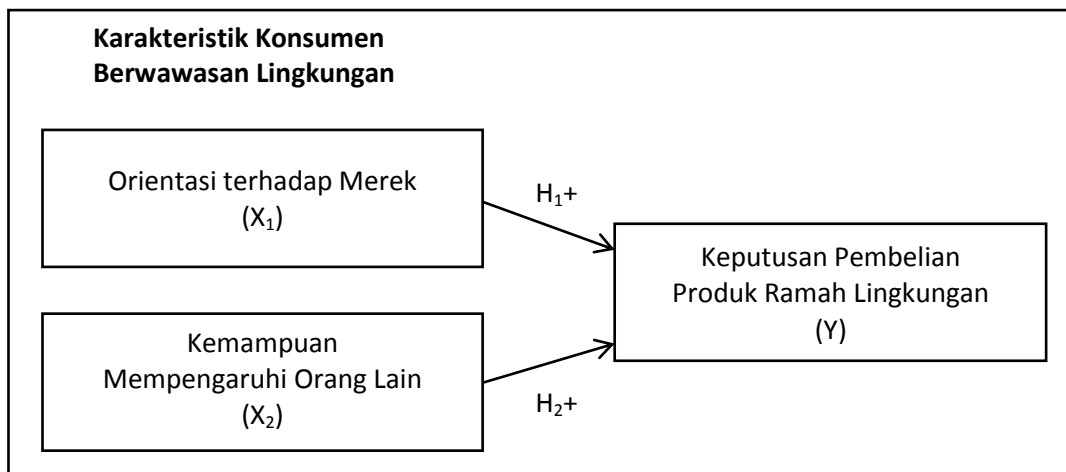 Karakteristik Konsumen
Berwawasan Lingkungan
Orientasi terhadap Merek
(X₁)
H₁+
Keputusan Pembelian
Produk Ramah Lingkungan
(Y)
Kemampuan
Mempengaruhi Orang Lain
(X₂)
H₂+